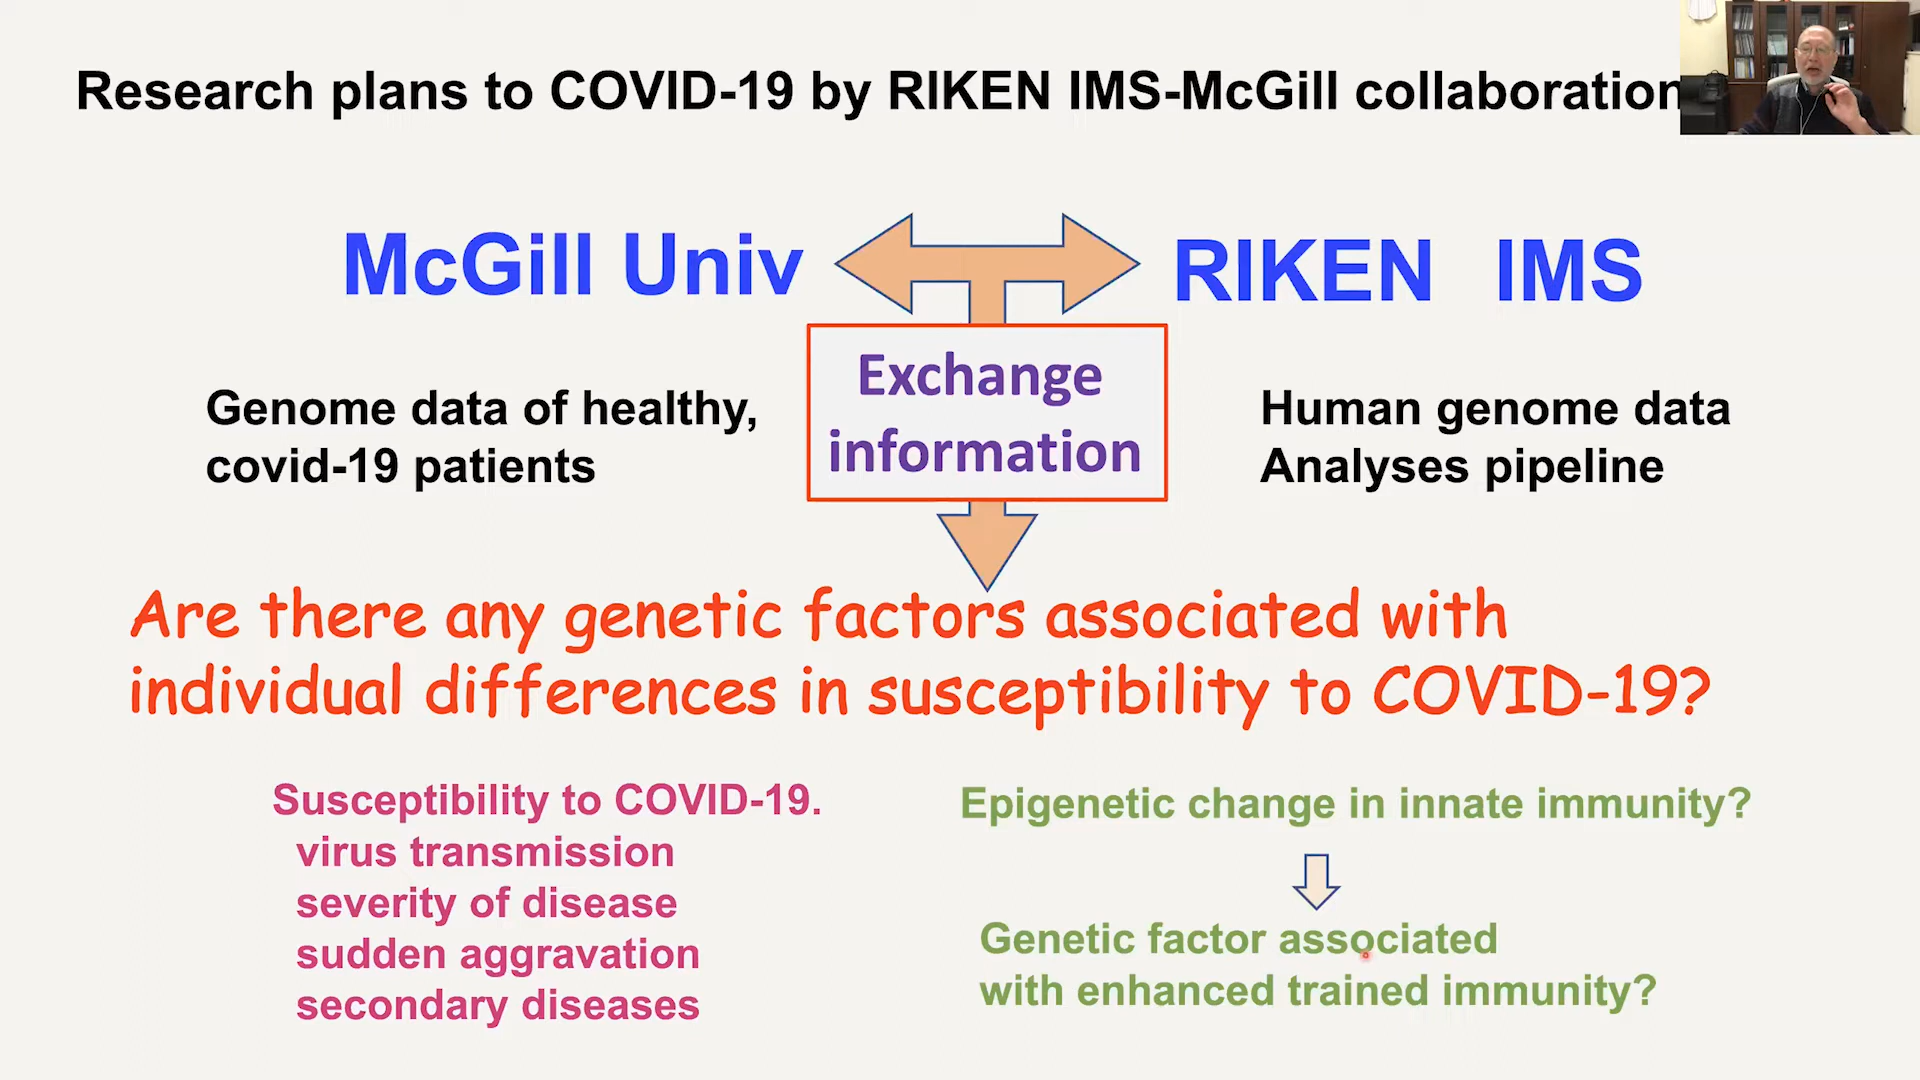 Research plans to COVID-19 by RIKEN IMS-McGill collaboration
McGill Univ
RIKEN IMS
Exchange
information
Genome data of healthy,
covid-19 patients
Human genome data
Analyses pipeline
Are there any genetic factors associated with
individual differences in susceptibility to COVID-19?
Susceptibility to COVID-19.
virus transmission
severity of disease
sudden aggravation
secondary diseases
Epigenetic change in innate immunity?
Genetic factor associated
with enhanced trained immunity?